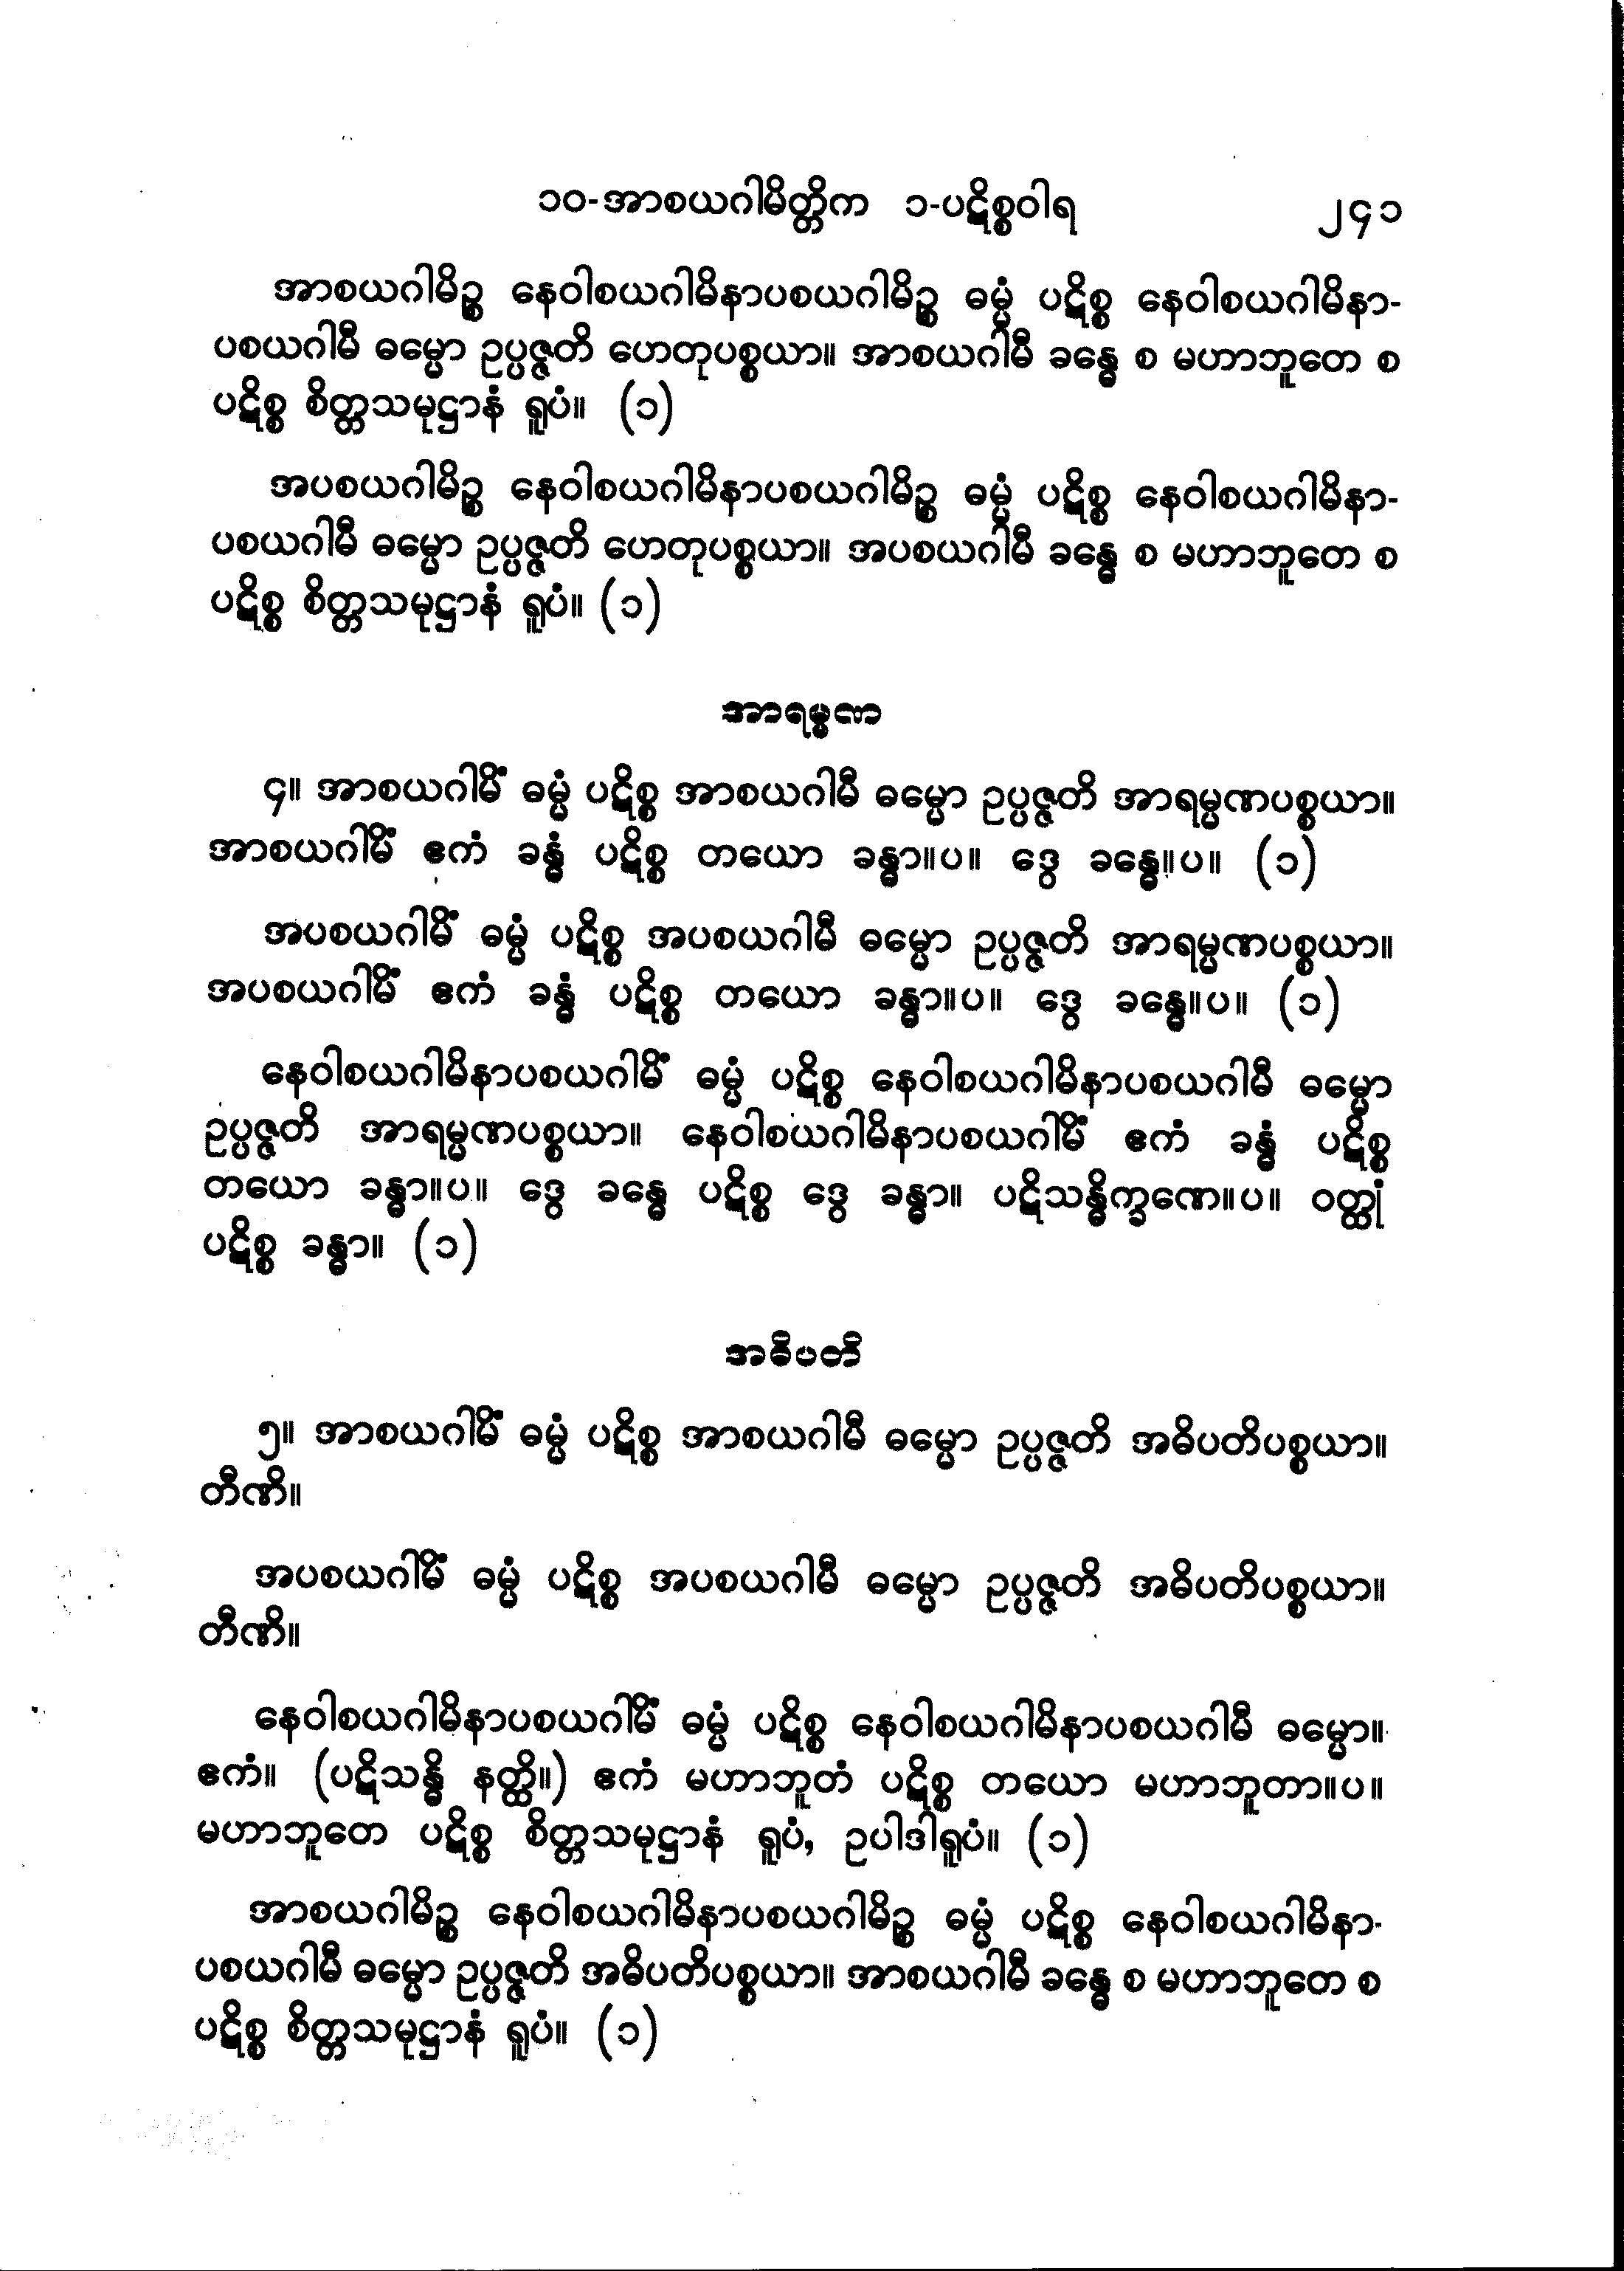 ၁၀-အာစယဂါမိတ္တိက ၁-ပဋိစ္စဝါရ ၂၄၁
အာစယဂါမိဉ္စ နေဝါစယဂါမိနာပစယဂါမိဉ္စ ဓမ္မံ ပဋိစ္စ နေဝါစယဂါမိနာ-
ပစယဂါမီ ဓမ္မော ဥပ္ပဇ္ဇတိ ဟေတုပစ္စယာ။ အာစယဂါမီ ခန္ဓေ စ မဟာဘူတေ စ
ပဋိစ္စ စိတ္တသမုဋ္ဌာနံ ရူပံ။ (၁)
အပစယဂါမိဉ္စ နေဝါစယဂါမိနာပစယဂါမိဉ္စ ဓမ္မံ ပဋိစ္စ နေဝါစယဂါမိနာ-
ပစယဂါမီ ဓမ္မော ဥပ္ပဇ္ဇတိ ဟေတုပစ္စယာ။ အပစယဂါမီ ခန္ဓေ စ မဟာဘူတေ စ
ပဋိစ္စ စိတ္တသမုဋ္ဌာနံ ရူပံ။ (၁)
အာရမ္မဏ
၄။ အာစယဂါမိံ ဓမ္မံ ပဋိစ္စ အာစယဂါမီ ဓမ္မော ဥပ္ပဇ္ဇတိ အာရမ္မဏပစ္စယာ။
အာစယဂါမိံ ဧကံ ခန္ဓံ ပဋိစ္စ တယော ခန္ဓာ။ပ။ ဒွေ ခန္ဓေ။ပ။ (၁)
အပစယဂါမိံ ဓမ္မံ ပဋိစ္စ အပစယဂါမီ ဓမ္မော ဥပ္ပဇ္ဇတိ အာရမ္မဏပစ္စယာ။
အပစယဂါမိံ ဧကံ ခန္ဓံ ပဋိစ္စ တယော ခန္ဓာ။ပ။ ဒွေ ခန္ဓေ။ပ။ (၁)
နေဝါစယဂါမိနာပစယဂါမိံ ဓမ္မံ ပဋိစ္စ နေဝါစယဂါမိနာပစယဂါမီ ဓမ္မော
ဥပ္ပဇ္ဇတိ အာရမ္မဏပစ္စယာ။ နေဝါစယဂါမိနာပစယဂါမိံ ဧကံ ခန္ဓံ ပဋိစ္စ
တယော ခန္ဓာ။ပ။ ဒွေ ခန္ဓေ ပဋိစ္စ ဒွေ ခန္ဓာ။ ပဋိသန္ဓိက္ခဏေ။ပ။ ဝတ္ထုံ
ပဋိစ္စ ခန္ဓာ။ (၁)
အဓိပတိ
၅။ အာစယဂါမိံ ဓမ္မံ ပဋိစ္စ အာစယဂါမီ ဓမ္မော ဥပ္ပဇ္ဇတိ အဓိပတိပစ္စယာ။
တီဏိ။
အပစယဂါမိံ ဓမ္မံ ပဋိစ္စ အပစယဂါမီ ဓမ္မော ဥပ္ပဇ္ဇတိ အဓိပတိပစ္စယာ။
တီဏိ။
နေဝါစယဂါမိနာပစယဂါမိံ ဓမ္မံ ပဋိစ္စ နေဝါစယဂါမိနာပစယဂါမီ ဓမ္မော။
ဧကံ။ (ပဋိသန္ဓိ နတ္ထိ။) ဧကံ မဟာဘူတံ ပဋိစ္စ တယော မဟာဘူတာ။ပ။
မဟာဘူတေ ပဋိစ္စ စိတ္တသမုဋ္ဌာနံ ရူပံ, ဥပါဒါရူပံ။ (၁)
အာစယဂါမိဉ္စ နေဝါစယဂါမိနာပစယဂါမိဉ္စ ဓမ္မံ ပဋိစ္စ နေဝါစယဂါမိနာ-
ပစယဂါမီ ဓမ္မော ဥပ္ပဇ္ဇတိ အဓိပတိပစ္စယာ။ အာစယဂါမီ ခန္ဓေ စ မဟာဘူတေ စ
ပဋိစ္စ စိတ္တသမုဋ္ဌာနံ ရူပံ။ (၁)